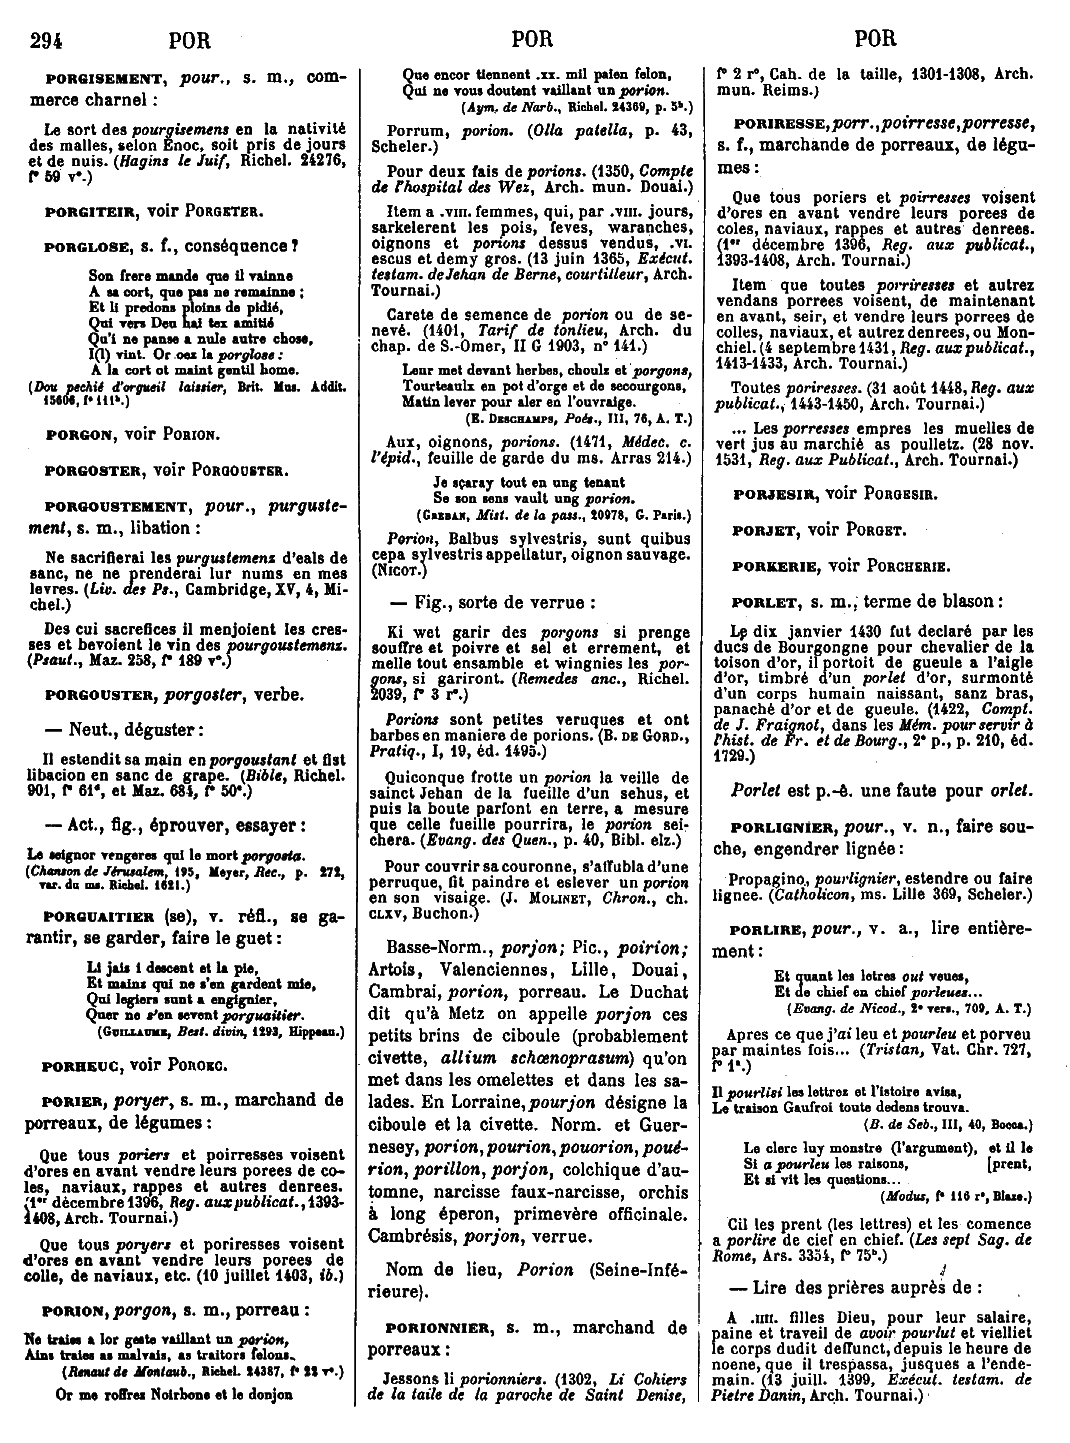 294 POR POR POR
PORGISEMENT, pour., s. m., com-
merce charnel :
Le sort des pourgisemens en la nativité
des malles, selon Enoc, soit pris de jours
et de nuis. (Hagins le Juif, Richel. 24276,
f° 59 v°.)
PORGITEIR, voir PORGETER.
PORGLOSE, s. f., conséquence ?
Son frere mande que il vainne
A sa cort, que pas ne remainne ;
Et li predons ploins de pidié,
Qui vers Deu hai tex amitié
Qu'i ne panse a nule autre chose,
I(l) vint. Or oez la porglose :
A la cort ot maint gentil home.
(Dou pechié d'orgueil laissier, Brit. Mus. Addit.
15606, f° 111b.)
PORGON, voir PORION.
PORGOSTER, voir PORGOUSTER.
PORGOUSTEMENT, pour., purguste-
ment, s. m., libation :
Ne sacrifierai les purgustemenz d'eals de
sanc, ne ne prenderai lur nums en mes
levres. (Liv. des Ps., Cambridge, XV, 4, Mi-
chel.)
Des cui sacrefices il menjoient les cres-
ses et bevoient le vin des pourgoustemenz.
(Psaut., Maz. 258, f° 189 v°.)
PORGOUSTER, porgoster, verbe.
— Neut., déguster :
Il estendit sa main en porgoustant et fist
libacion en sanc de grape. (Bible, Richel.
901, f° 61a, et Maz. 684, f° 50a.)
— Act., fig., éprouver, essayer :
Le seignor vengeres qui le mort porgosta.
(Chanson de Jérusalem, 195, Meyer, Rec., p. 272,
var. du ms. Richel. 1621.)
PORGUAITIER (se), v. réfl., se ga-
rantir, se garder, faire le guet :
Li jais i descent et la pie,
Et mains qui ne s'en gardent mie,
Qui legiers sunt a engignier,
Quer ne s'en sevent porguaitier.
(GUILLAUME, Best. divin, 1293, Hippeau.)
PORHEUC, voir POROEC.
PORIER, poryer, s. m., marchand de
porreaux, de légumes :
Que tous poriers et poirresses voisent
d'ores en avant vendre leurs porees de co-
les, naviaux, rappes et autres denrees.
(1er décembre 1396, Reg. aux publicat., 1393-
1408, Arch. Tournai.)
Que tous poryers et poriresses voisent
d'ores en avant vendre leurs porees de
colle, de naviaux, etc. (10 juillet 1403, ib.)
PORION, porgon, s. m., porreau :
Ne traies a lor geste vaillant un porion,
Ains traies as malvais, as traitors felons.
(Renaut de Montaub., Richel. 24387, f° 22 v°.)
Or me roffres Noirbone et le donjon
Que encor tiennent .xx. mil paien felon,
Qui ne vous doutent vaillant un porion.
(Aym. de Narb., Richel. 24369, p. 5b.)
Porrum, porion. (Olla patella, p. 43,
Scheler.)
Pour deux fais de porions. (1350, Compte
de l'hospital des Wez, Arch. mun. Douai.)
Item a .VIII. femmes, qui, par .VIII. jours,
sarkelerent les pois, feves, waranches,
oignons et porions dessus vendus, .VI.
escus et demy gros. (13 juin 1365, Exécut.
testam. de Jehan de Berne, courtilleur, Arch.
Tournai.)
Carete de semence de porion ou de se-
nevé. (1401, Tarif de tonlieu, Arch. du
chap. de S.-Omer, II G 1903, n° 141.)
Leur met devant herbes, choulz et porgons,
Tourteaulx en pot d'orge et de secourgons,
Matin lever pour aler en l'ouvraige.
(E. DESCHAMPS, Poés., III, 76, A. T.)
Aux, oignons, porions. (1471, Médec. c.
l'épid., feuille de garde du ms. Arras 214.)
Je sçaray tout en ung tenant
Se son sens vault ung porion.
(GREBAN, Mist. de la pass., 20978, G. Paris.)
Porion, Balbus sylvestris, sunt quibus
cepa sylvestris appellatur, oignon sauvage.
(NICOT.)
— Fig., sorte de verrue :
Ki wet garir des porgons si prenge
souffre et poivre et sel et errement, et
melle tout ensamble et wingnies les por-
gons, si gariront. (Remedes anc., Richel.
2039, f° 3 r°.)
Porions sont petites veruques et ont
barbes en maniere de porions. (B. DE GORD.,
Pratiq., I, 19, éd. 1495.)
Quiconque frotte un porion la veille de
sainct Jehan de la fueille d'un sehus, et
puis la boute parfont en terre, a mesure
que celle fueille pourrira, le porion sei-
chera. (Evang. des Quen., p. 40, Bibl. elz.)
Pour couvrir sa couronne, s'affubla d'une
perruque, fit paindre et eslever un porion
en son visaige. (J. MOLINET, Chron., ch.
CLXV, Buchon.)
Basse-Norm., porjon; Pic., poirion;
Artois, Valenciennes, Lille, Douai,
Cambrai, porion, porreau. Le Duchat
dit qu'à Metz on appelle porjon ces
petits brins de ciboule (probablement
civette, allium schœnoprasum) qu'on
met dans les omelettes et dans les sa-
lades. En Lorraine, pourjon désigne la
ciboule et la civette. Norm. et Guer-
nesey, porion, pourion, pouorion, poué-
rion, porillon, porjon, colchique d'au-
tomne, narcisse faux-narcisse, orchis
à long éperon, primevère officinale.
Cambrésis, porjon, verrue.
Nom de lieu, Porion (Seine-Infé-
rieure).
PORIONNIER, s. m., marchand de
porreaux :
Jessons li porionniers. (1302, Li Cohiers
de la taile de la paroche de Saint Denise,
f° 2 r°, Cah. de la taille, 1301-1308, Arch.
mun. Reims.)
PORIRESSE, porr., poirresse, porresse,
s. f., marchande de porreaux, de légu-
mes :
Que tous poriers et poirresses voisent
d'ores en avant vendre leurs porees de
coles, naviaux, rappes et autres denrees.
(1er décembre 1396, Reg. aux publicat.,
1393-1408, Arch. Tournai.)
Item que toutes porriresses et autrez
vendans porrees voisent, de maintenant
en avant, seir, et vendre leurs porrees de
colles, naviaux, et autrez denrees, ou Mon-
chiel. (4 septembre 1431, Reg. aux publicat.,
1413-1433, Arch. Tournai.)
Toutes poriresses. (31 août 1448, Reg. aux
publicat., 1443-1450, Arch. Tournai.)
... Les porresses empres les muelles de
vert jus au marchié as poulletz. (28 nov.
1531, Reg. aux Publicat., Arch. Tournai.)
PORJESIR, voir PORGESIR.
PORJET, voir PORGET.
PORKERIE, voir PORCHERIE.
PORLET, s. m., terme de blason :
Le dix janvier 1430 fut declaré par les
ducs de Bourgongne pour chevalier de la
toison d'or, il portoit de gueule a l'aigle
d'or, timbré d'un porlet d'or, surmonté
d'un corps humain naissant, sanz bras,
panaché d'or et de gueule. (1422, Compt.
de J. Fraignot, dans les Mém. pour servir à
l'hist. de Fr. et de Bourg., 2e p., p. 210, éd.
1729.)
Porlet est p.-ê. une faute pour orlet.
PORLIGNIER, pour., v. n., faire sou-
che, engendrer lignée :
Propagino, pourlignier, estendre ou faire
lignee. (Catholicon, ms. Lille 369, Scheler.)
PORLIRE, pour., v. a., lire entière-
ment :
Et quant les letres out veues,
Et de chief en chief porleues...
(Evang. de Nicod., 2e vers., 709, A. T.)
Apres ce que j'ai leu et pourleu et porveu
par maintes fois... (Tristan, Vat. Chr. 727,
f° 1a.)
Il pourlisi les lettrez et l'istoire avisa,
Le traison Gaufroi toute dedens trouva.
(B. de Seb., III, 40, Bocca.)
Le clerc luy monstre (l'argument), et il le
Si a pourleu les raisons, [prent,
Et si vit les questions...
(Modus, f° 116 r°, Blaze.)
Cil les prent (les lettres) et les comence
a porlire de cief en chief. (Les sept Sag. de
Rome, Ars. 3354, f° 75b.)
— Lire des prières auprès de :
A .IIII. filles Dieu, pour leur salaire,
paine et traveil de avoir pourlut et vielliet
le corps dudit deffunct, depuis le heure de
noene, que il trespassa, jusques a l'ende-
main. (13 juill. 1399, Exécut. testam. de
Pietre Danin, Arch. Tournai.)